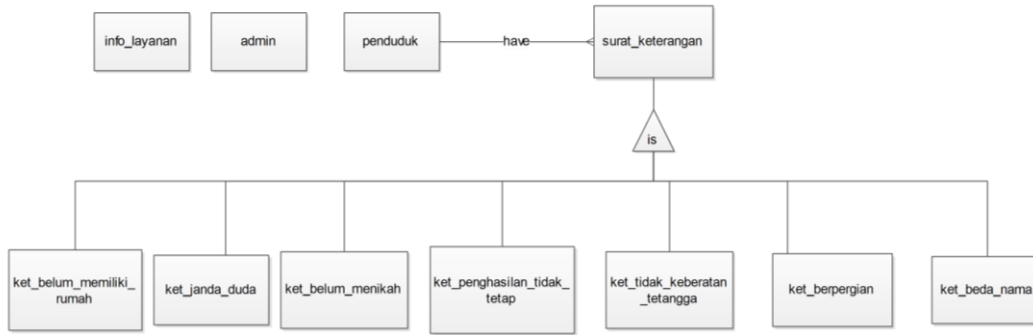 info_layanan
admin
penduduk
have
surat_keterangan
is
ket_belum_memiliki_
rumah
ket_janda_duda
ket_belum_menikah
ket_penghasilan_tidak_
tetap
ket_tidak_keberatan
_tetangga
ket_berpergian
ket_beda_nama